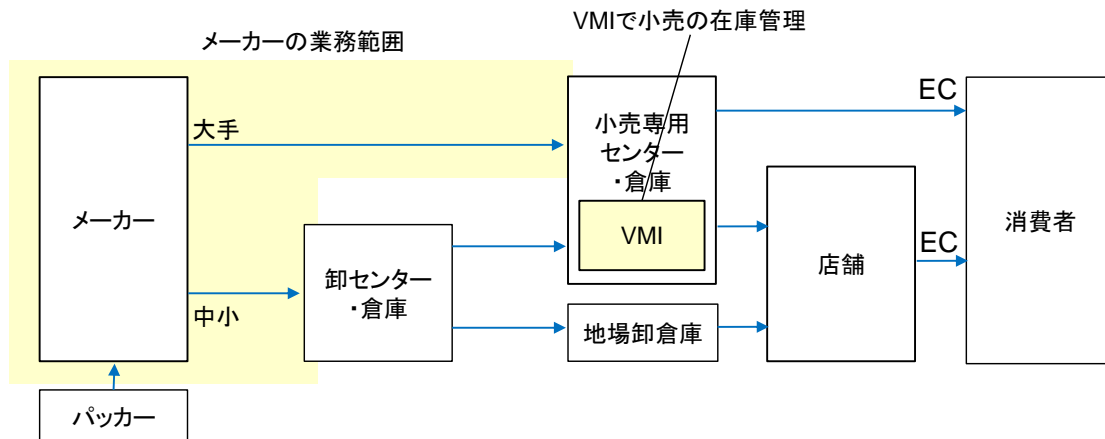 VMIで小売の在庫管理
メーカーの業務範囲
大手
小売専用
センター
・倉庫
VMI
EC
メーカー
中小
卸センター
・倉庫
地場卸倉庫
店舗
EC
消費者
パッカー